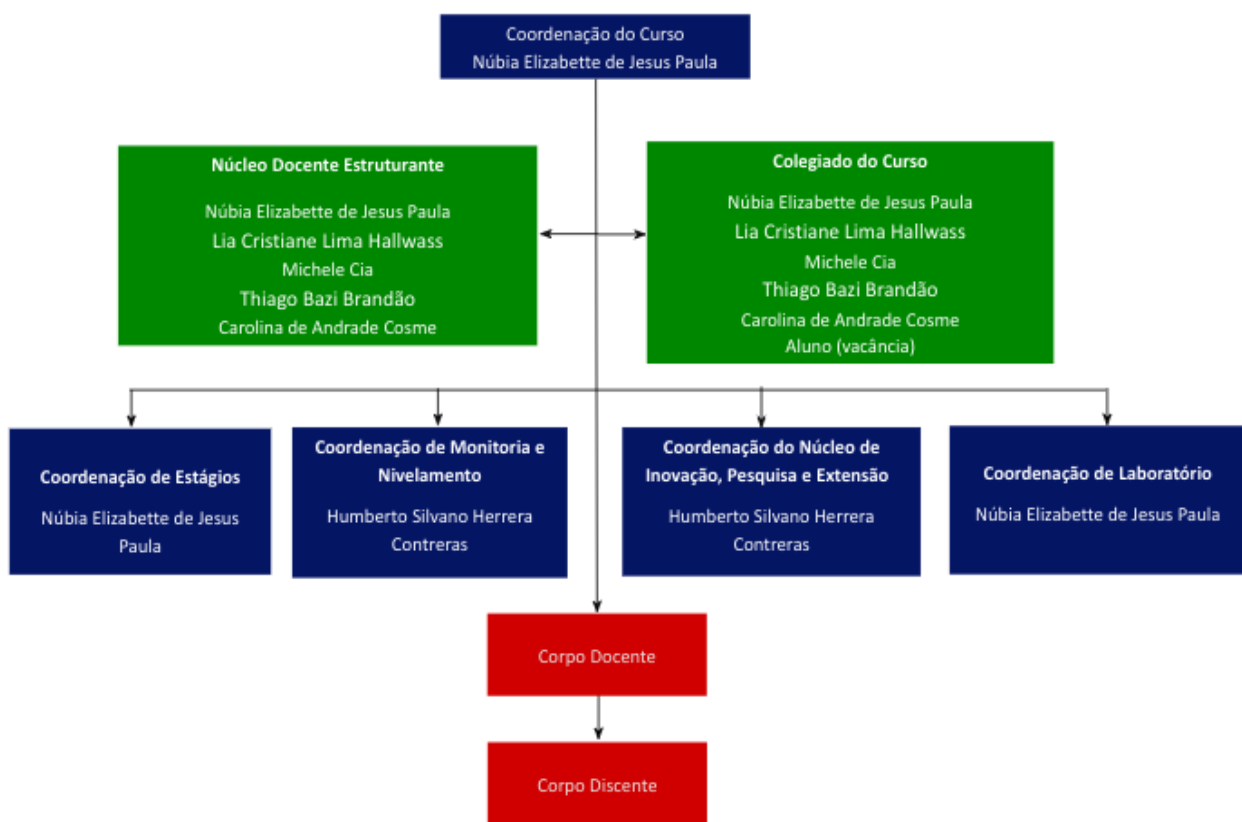 Coordenação do Curso
Núbia Elizabette de Jesus Paula
Núcleo Docente Estruturante
Núbia Elizabette de Jesus Paula
Lia Cristiane Lima Hallwass
Michele Cia
Thiago Bazi Brandão
Carolina de Andrade Cosme
Colegiado do Curso
Núbia Elizabette de Jesus Paula
Lia Cristiane Lima Hallwass
Michele Cia
Thiago Bazi Brandão
Carolina de Andrade Cosme
Aluno (vacância)
Coordenação de Estágios
Núbia Elizabette de Jesus
Paula
Coordenação de Monitoria e
Nivelamento
Humberto Silvano Herrera
Contreras
Coordenação do Núcleo de
Inovação, Pesquisa e Extensão
Humberto Silvano Herrera
Contreras
Coordenação de Laboratório
Núbia Elizabette de Jesus Paula
Corpo Docente
Corpo Discente